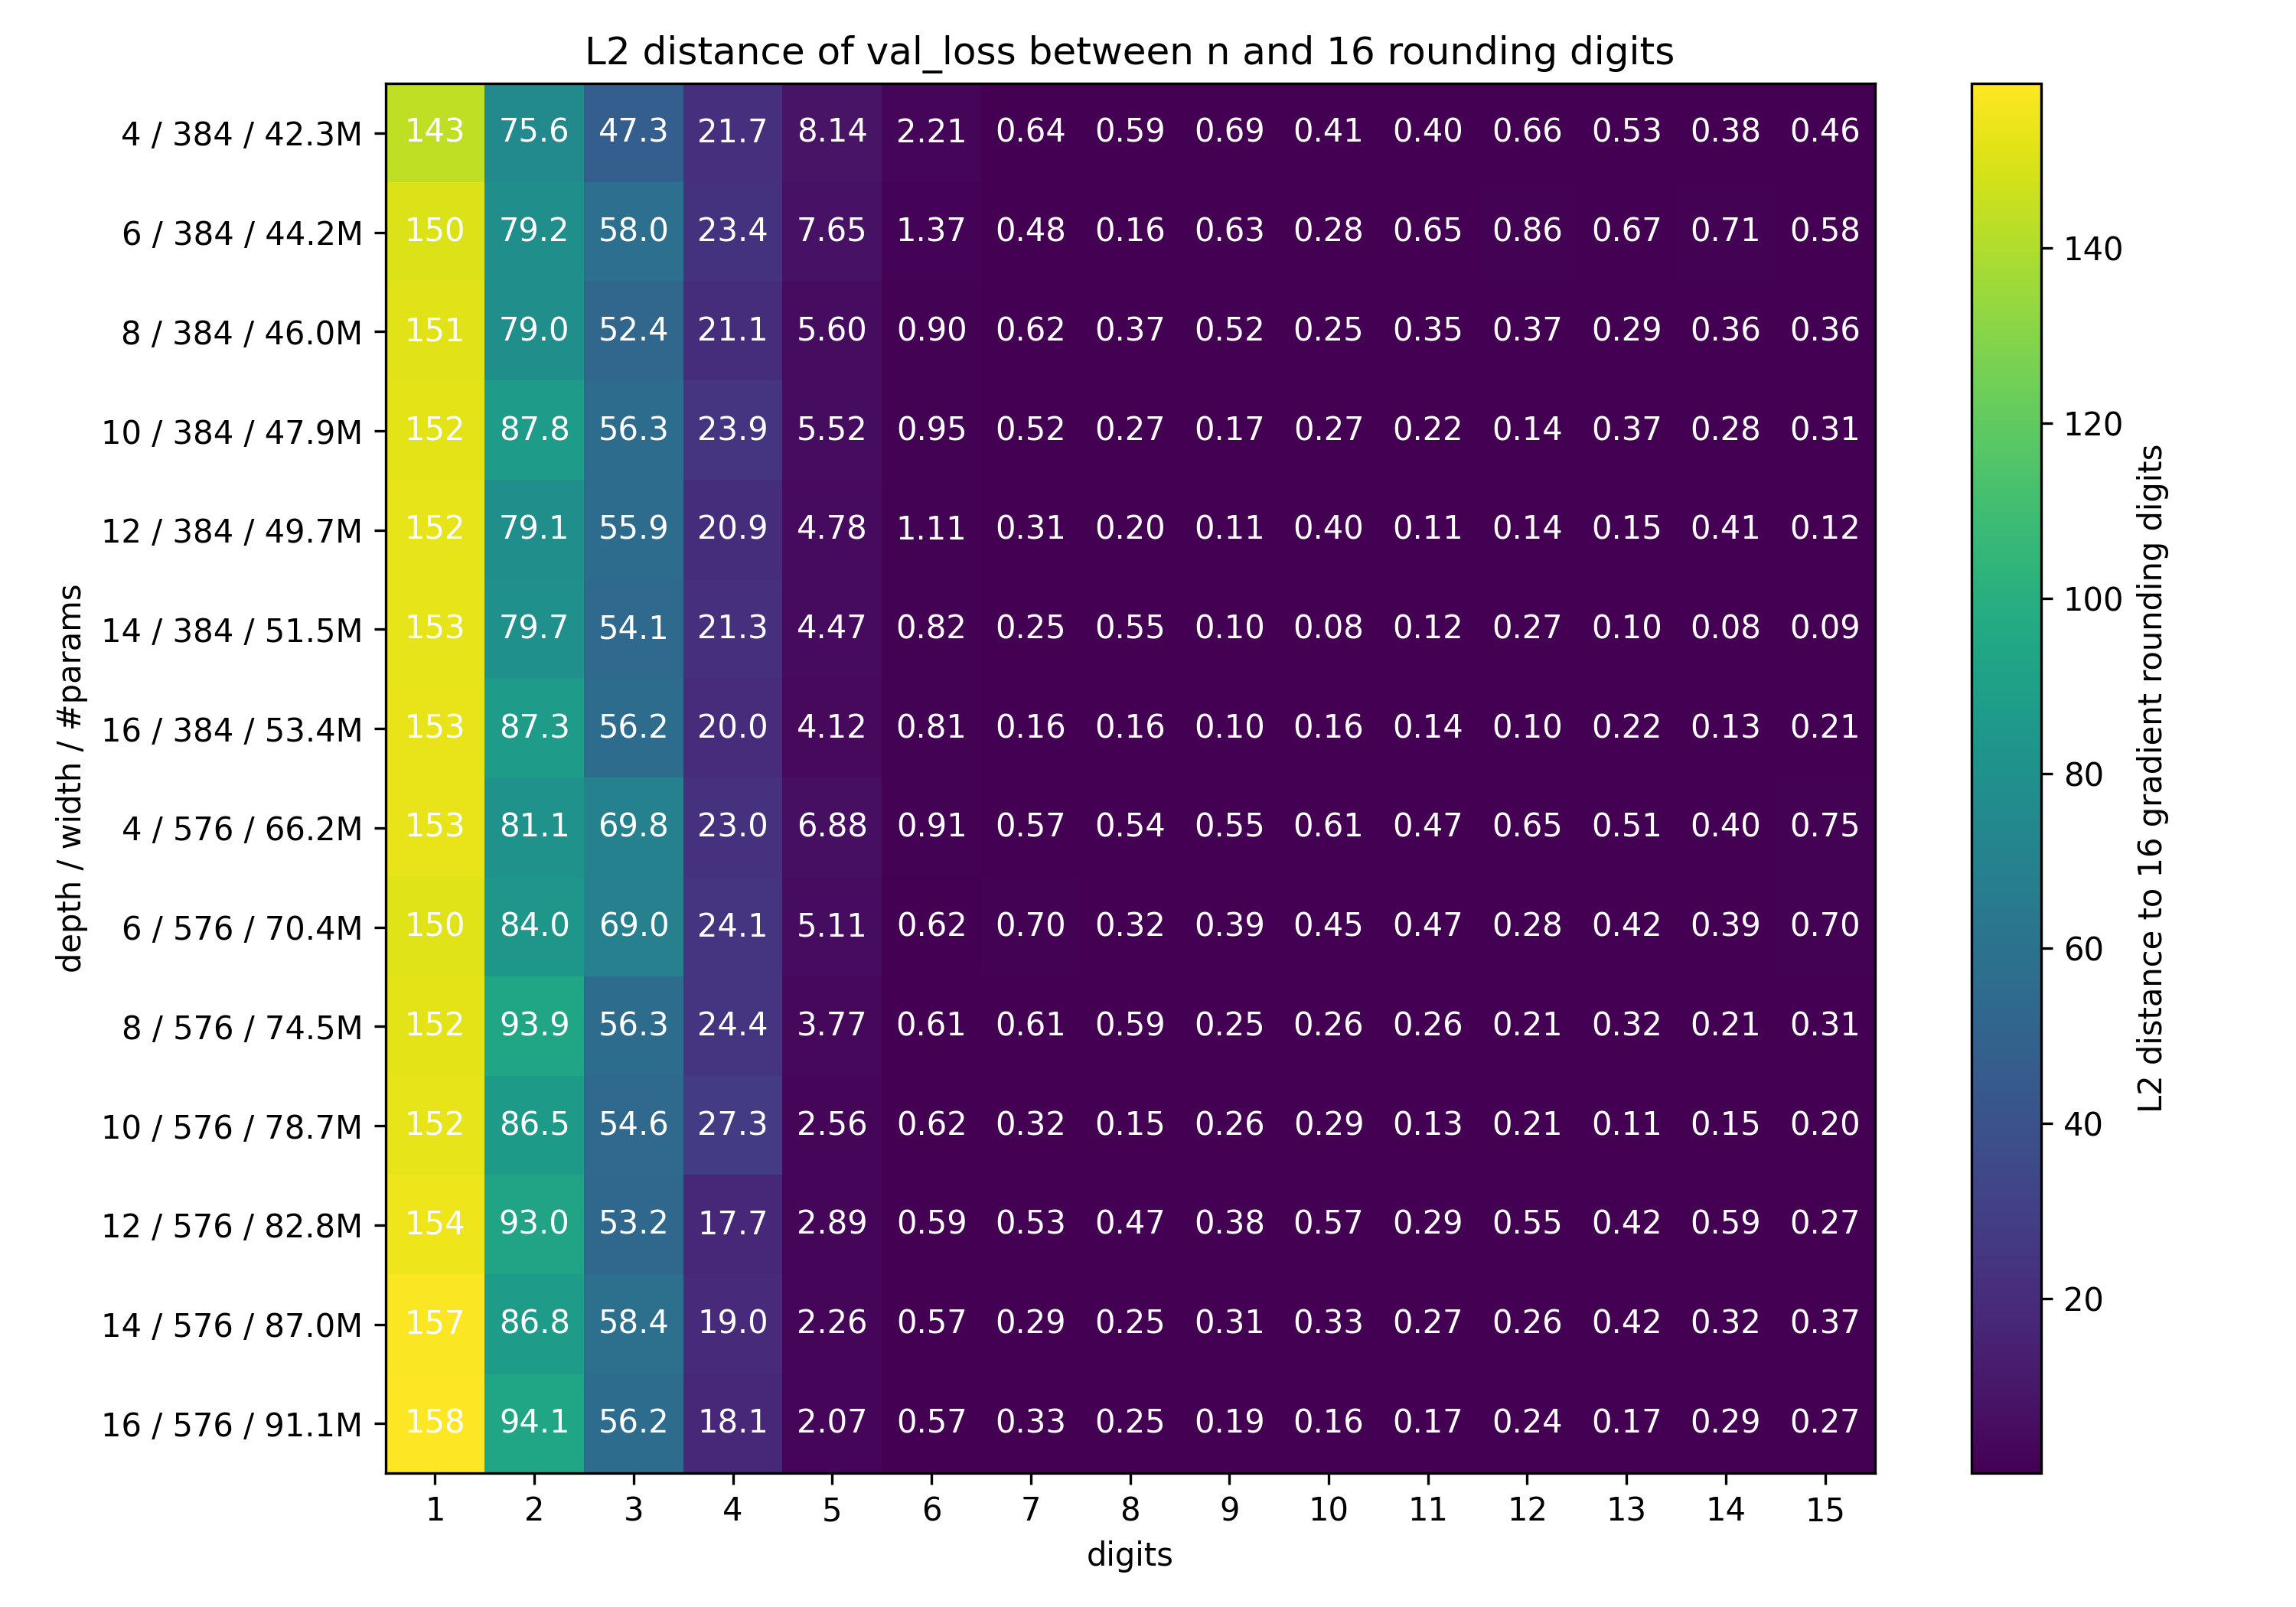 L2 distance of val_loss between n and 16 rounding digits
depth / width / #params
4 / 384 / 42.3M 143 75.6 47.3 21.7 8.14 2.21 0.64 0.59 0.69 0.41 0.40 0.66 0.53 0.38 0.46
6 / 384 / 44.2M 150 79.2 58.0 23.4 7.65 1.37 0.48 0.16 0.63 0.28 0.65 0.86 0.67 0.71 0.58
8 / 384 / 46.0M 151 79.0 52.4 21.1 5.60 0.90 0.62 0.37 0.52 0.25 0.35 0.37 0.29 0.36 0.36
10 / 384 / 47.9M 152 87.8 56.3 23.9 5.52 0.95 0.52 0.27 0.17 0.27 0.22 0.14 0.37 0.28 0.31
12 / 384 / 49.7M 152 79.1 55.9 20.9 4.78 1.11 0.31 0.20 0.11 0.40 0.11 0.14 0.15 0.41 0.12
14 / 384 / 51.5M 153 79.7 54.1 21.3 4.47 0.82 0.25 0.55 0.10 0.08 0.12 0.27 0.10 0.08 0.09
16 / 384 / 53.4M 153 87.3 56.2 20.0 4.12 0.81 0.16 0.16 0.10 0.16 0.14 0.10 0.22 0.13 0.21
4 / 576 / 66.2M 153 81.1 69.8 23.0 6.88 0.91 0.57 0.54 0.55 0.61 0.47 0.65 0.51 0.40 0.75
6 / 576 / 70.4M 150 84.0 69.0 24.1 5.11 0.62 0.70 0.32 0.39 0.45 0.47 0.28 0.42 0.39 0.70
8 / 576 / 74.5M 152 93.9 56.3 24.4 3.77 0.61 0.61 0.59 0.25 0.26 0.26 0.21 0.32 0.21 0.31
10 / 576 / 78.7M 152 86.5 54.6 27.3 2.56 0.62 0.32 0.15 0.26 0.29 0.13 0.21 0.11 0.15 0.20
12 / 576 / 82.8M 154 93.0 53.2 17.7 2.89 0.59 0.53 0.47 0.38 0.57 0.29 0.55 0.42 0.59 0.27
14 / 576 / 87.0M 157 86.8 58.4 19.0 2.26 0.57 0.29 0.25 0.31 0.33 0.27 0.26 0.42 0.32 0.37
16 / 576 / 91.1M 158 94.1 56.2 18.1 2.07 0.57 0.33 0.25 0.19 0.16 0.17 0.24 0.17 0.29 0.27
1 2 3 4 5 6 7 8 9 10 11 12 13 14 15
digits
140
120
100
80
60
40
20
L2 distance to 16 gradient rounding digits